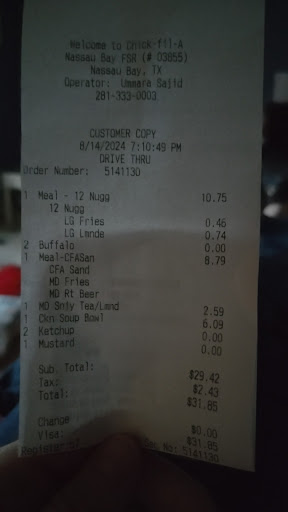 Welcome to Chick-fil-A
Nassau Bay FSR (# 03655)
Nassau Bay, TX
Operator: Ummara Sajid
281-333-0003
CUSTOMER COPY
8/14/2024 7:10:49 PM
DRIVE THRU
Order Number: 5141130
1 Meal - 12 Nugg 10.75
12 Nugg
LG Fries 0.46
LG Lmnde 0.74
2 Buffalo 0.00
1 Meal-CFASan 8.79
CFA Sand
MD Fries
MD Rt Beer
1 MD Snty Tea/Lmnd 2.59
1 Ckn Soup Bowl 6.09
2 Ketchup 0.00
1 Mustard 0.00
Sub. Total: $29.42
Tax: $2.43
Total: $31.85
Change $0.00
Visa: $31.85
Register: No: 5141130